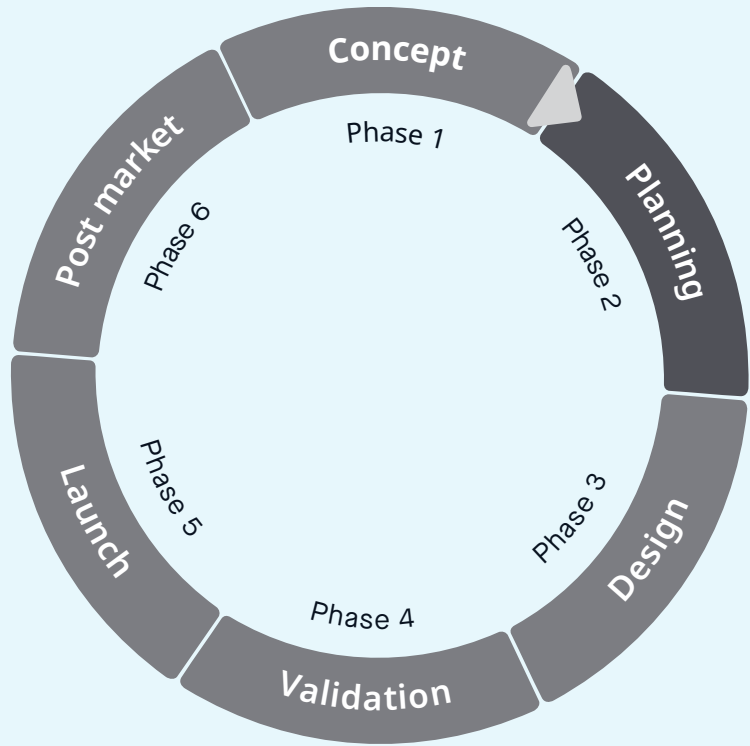 Concept
Phase 1
Planning
Phase 2
Design
Phase 3
Validation
Phase 4
Launch
Phase 5
Post market
Phase 6